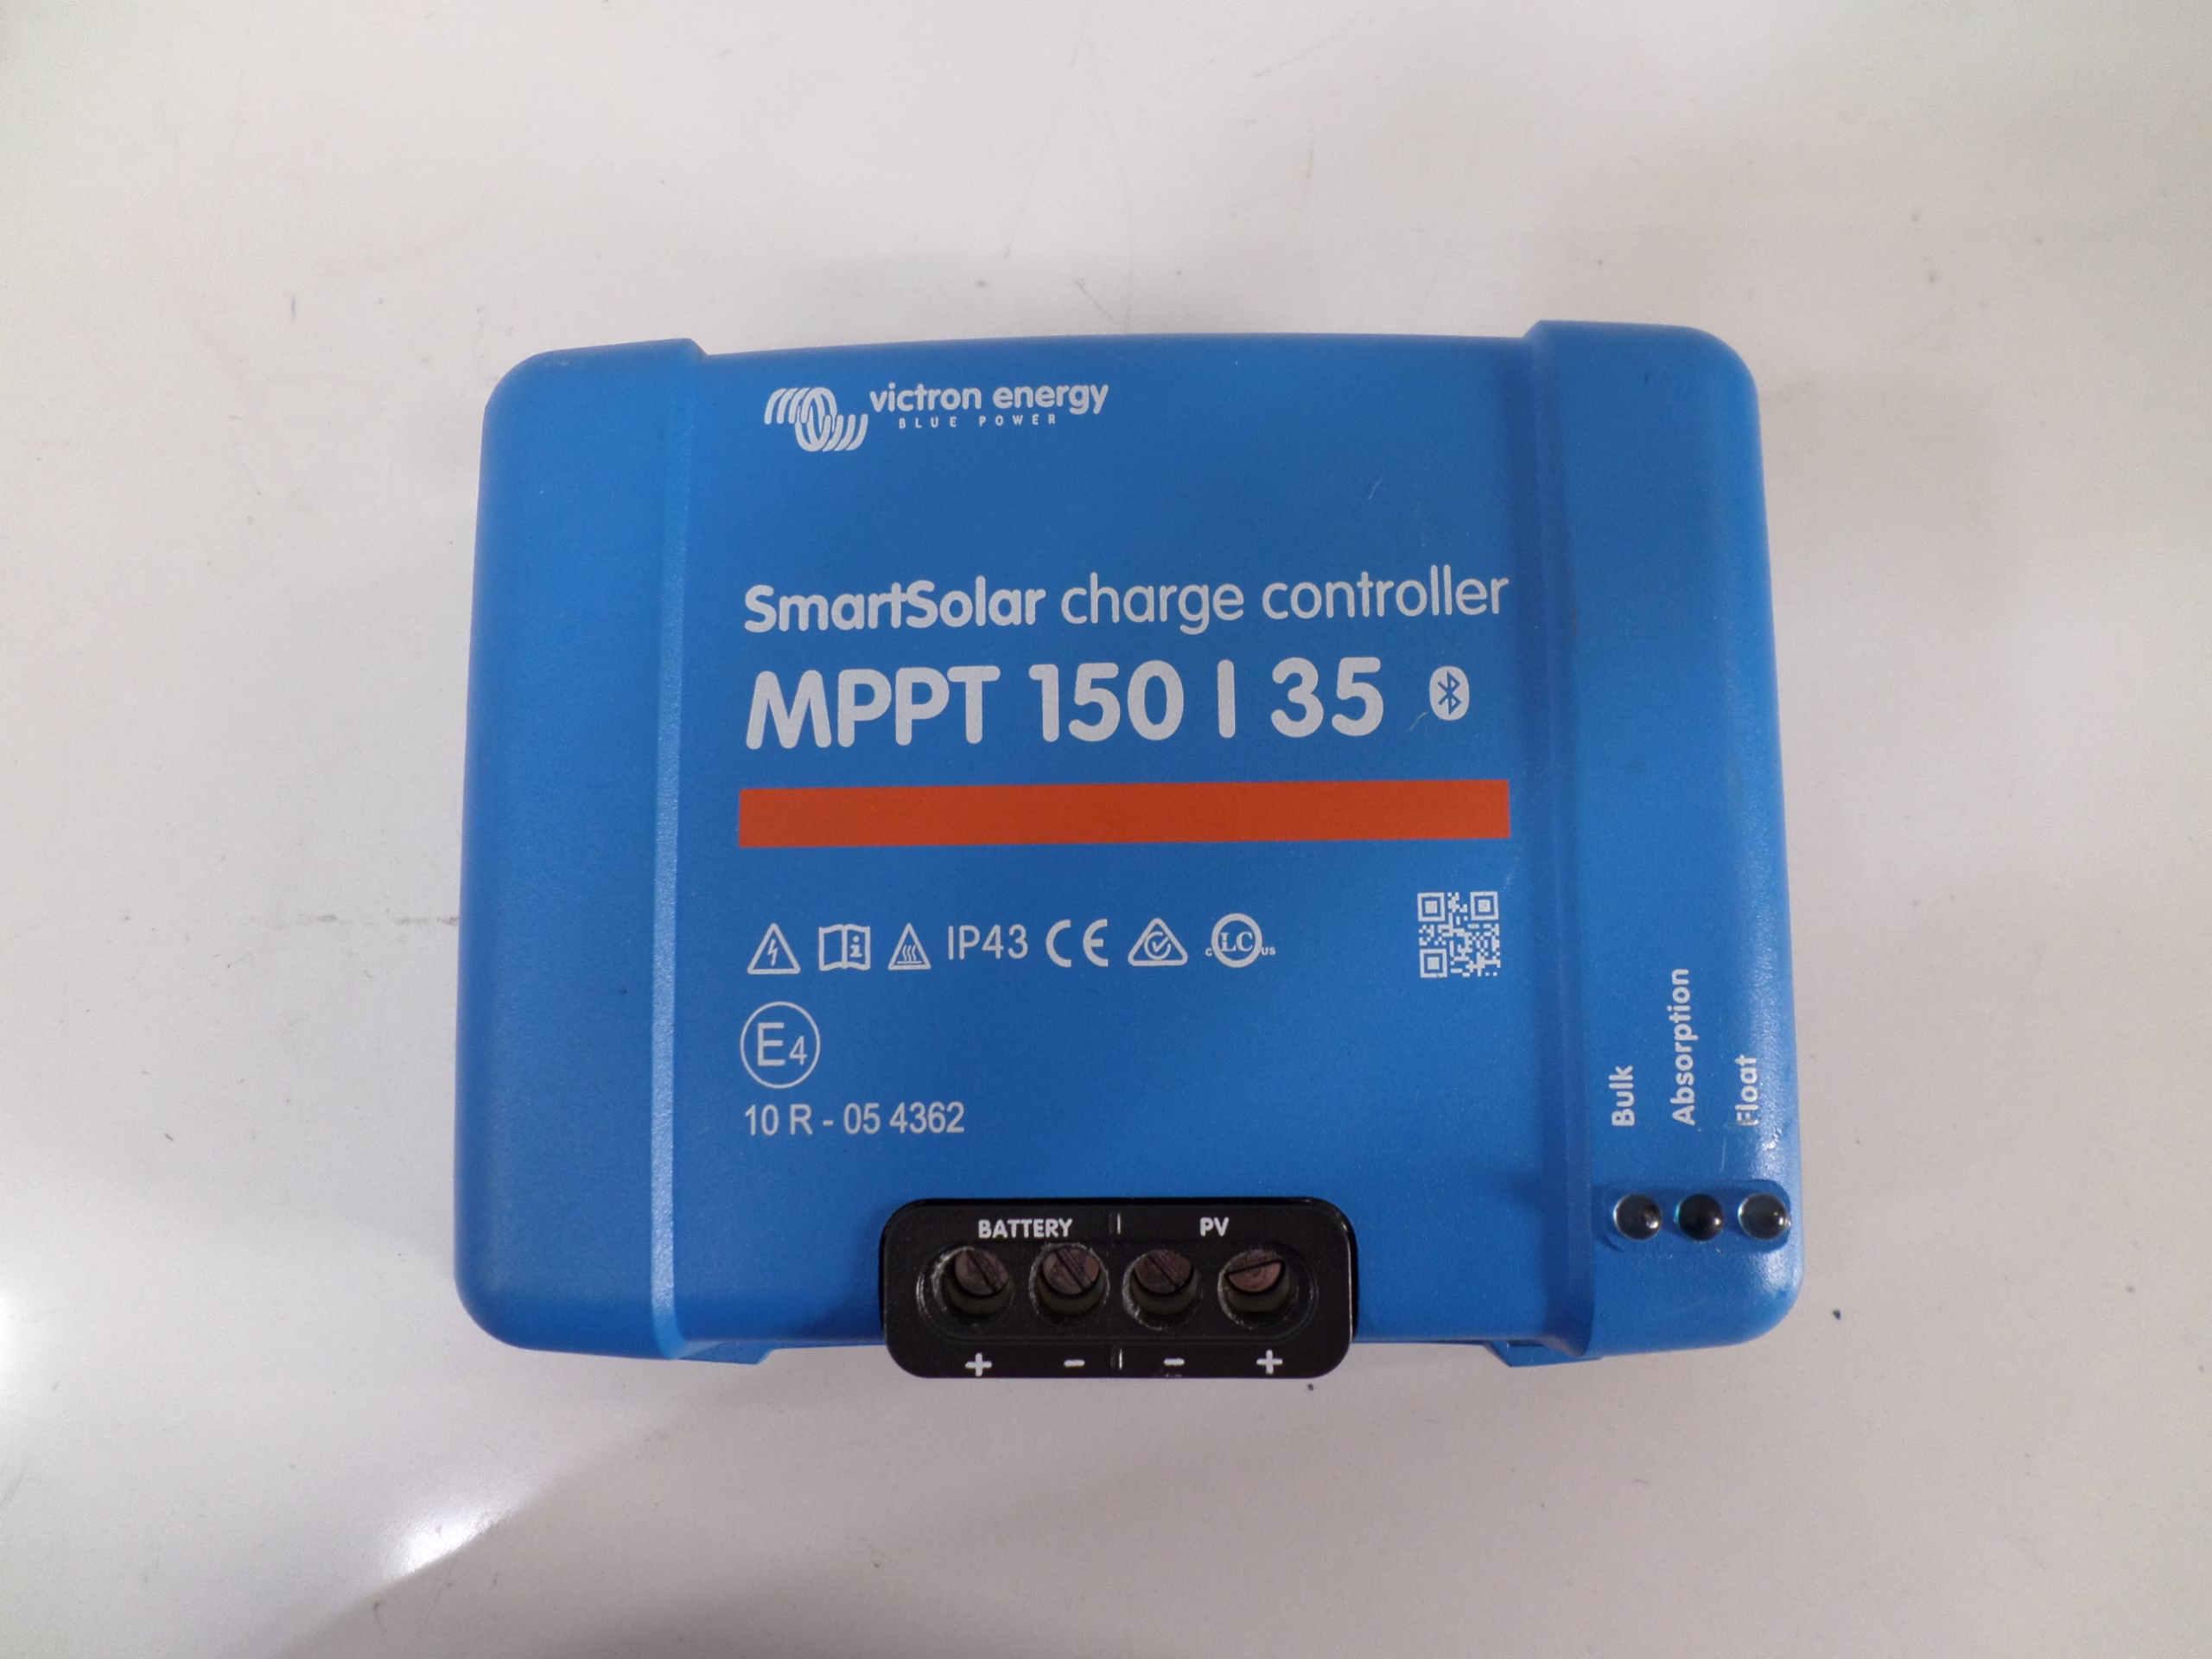 victron energy
BLUE POWER
SmartSolar charge controller
MPPT 150 | 35
IP43 CE cLCus
E4
10 R - 05 4362
Bulk
Absorption
Float
BATTERY | PV
+ - | - +